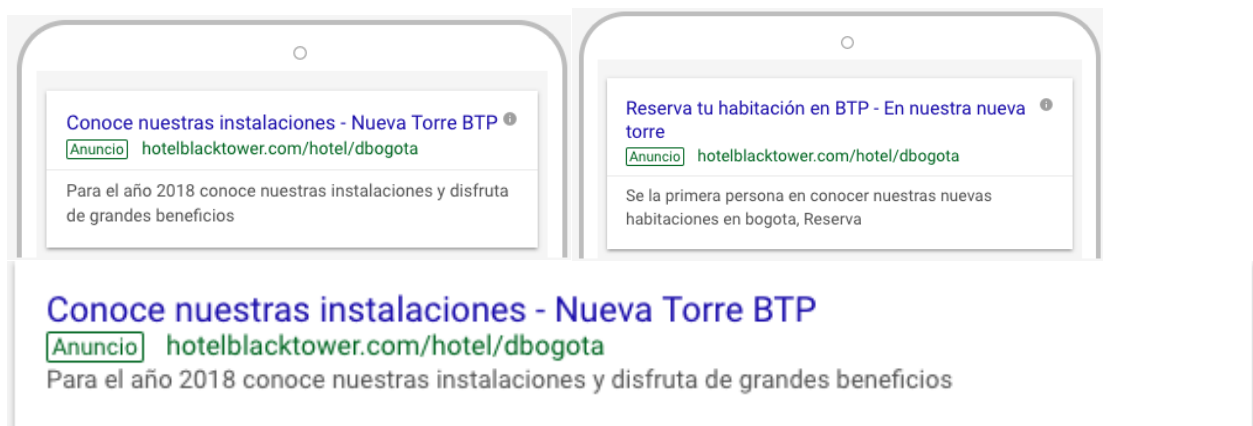 Conoce nuestras instalaciones - Nueva Torre BTP
Anuncio hotelblacktower.com/hotel/dbogota
Para el año 2018 conoce nuestras instalaciones y disfruta
de grandes beneficios
Reserva tu habitación en BTP - En nuestra nueva
torre
Anuncio hotelblacktower.com/hotel/dbogota
Se la primera persona en conocer nuestras nuevas
habitaciones en bogota, Reserva
Conoce nuestras instalaciones - Nueva Torre BTP
Anuncio hotelblacktower.com/hotel/dbogota
Para el año 2018 conoce nuestras instalaciones y disfruta de grandes beneficios